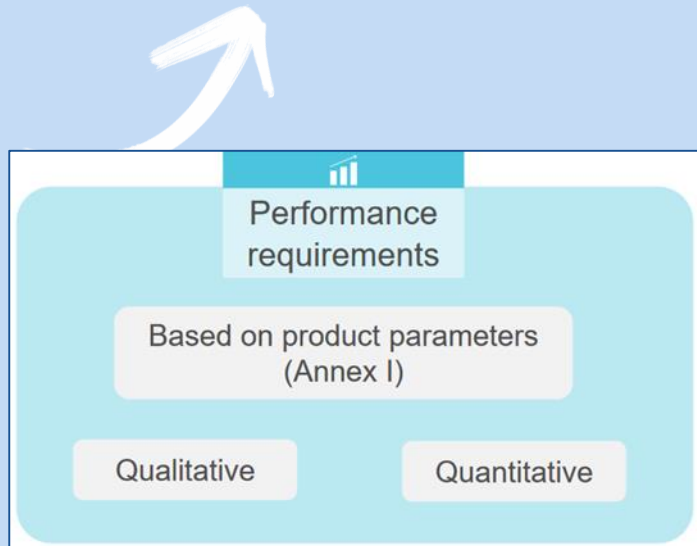 Performance
requirements
Based on product parameters
(Annex I)
Qualitative
Quantitative